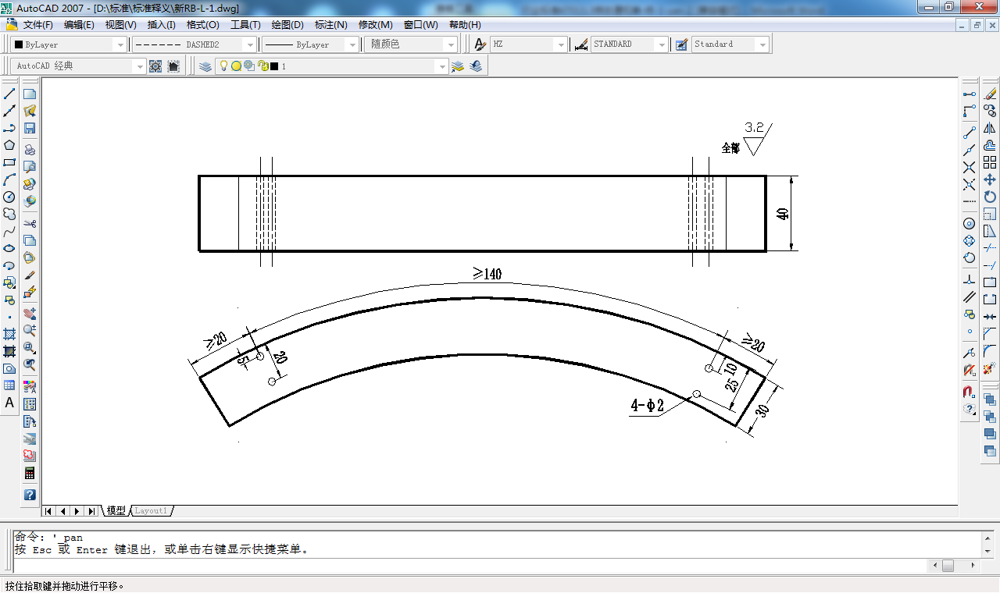 AutoCAD 2007 - [D:\标准\标准释义\新RB-L-1.dwg]
文件(F) 编辑(E) 视图(V) 插入(I) 格式(O) 工具(T) 绘图(D) 标注(N) 修改(M) 窗口(W) 帮助(H)
ByLayer DASHED2 ByLayer 随颜色 HZ STANDARD Standard
AutoCAD 经典 1
3.2
全部
40
≥140
≥20 ≥20
5 20 10
25
4-ф2 30
A
模型 Layout1
命令: '_pan
按 Esc 或 Enter 键退出，或单击右键显示快捷菜单。
按住拾取键并拖动进行平移。